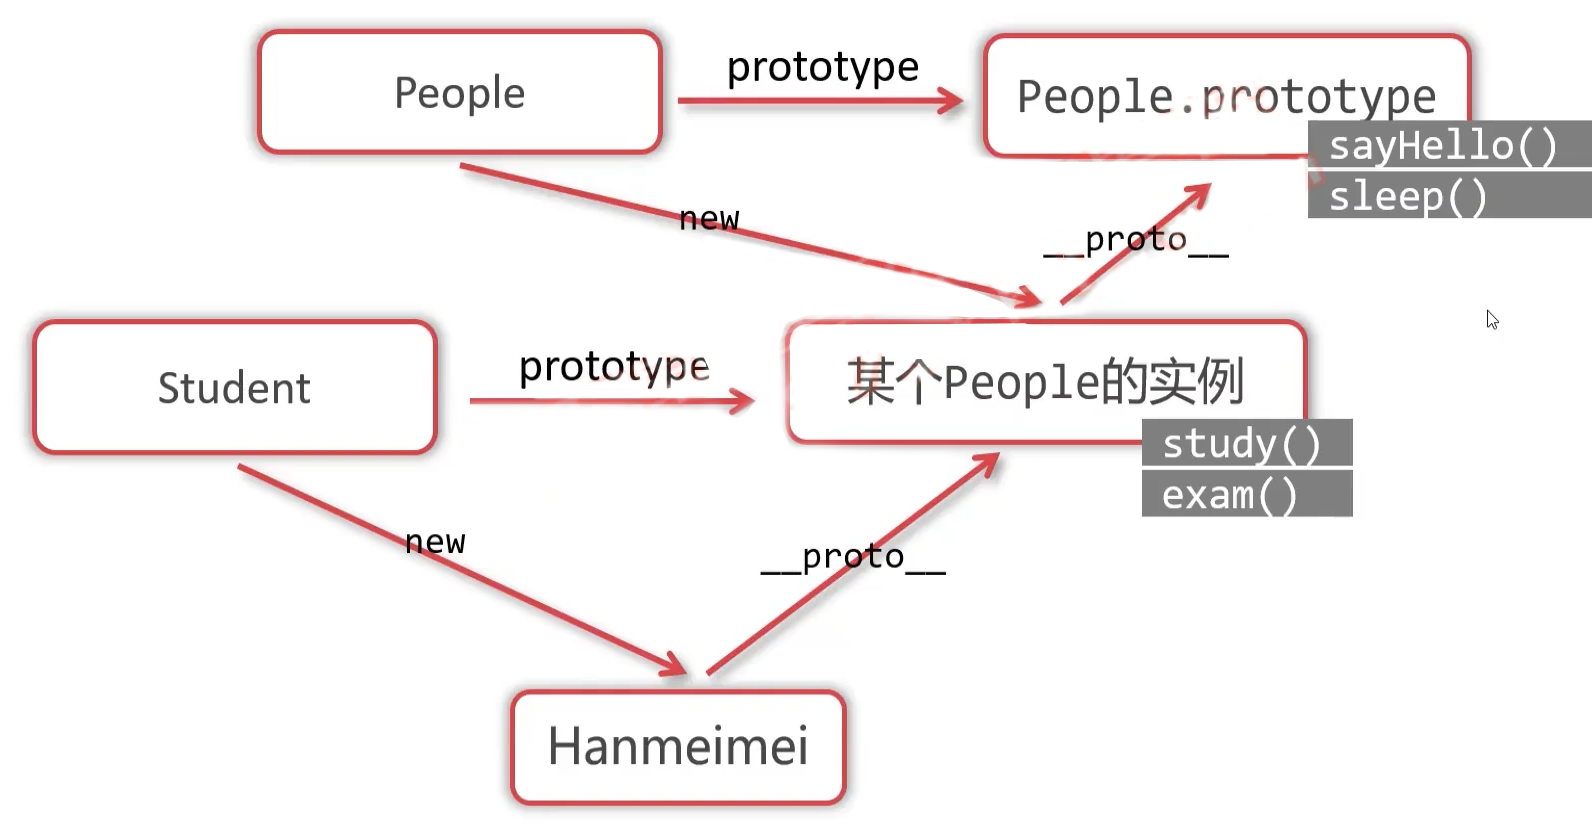 People
prototype
People.prototype
sayHello()
sleep()
new
__proto__
Student
prototype
某个People的实例
study()
exam()
new
__proto__
Hanmeimei